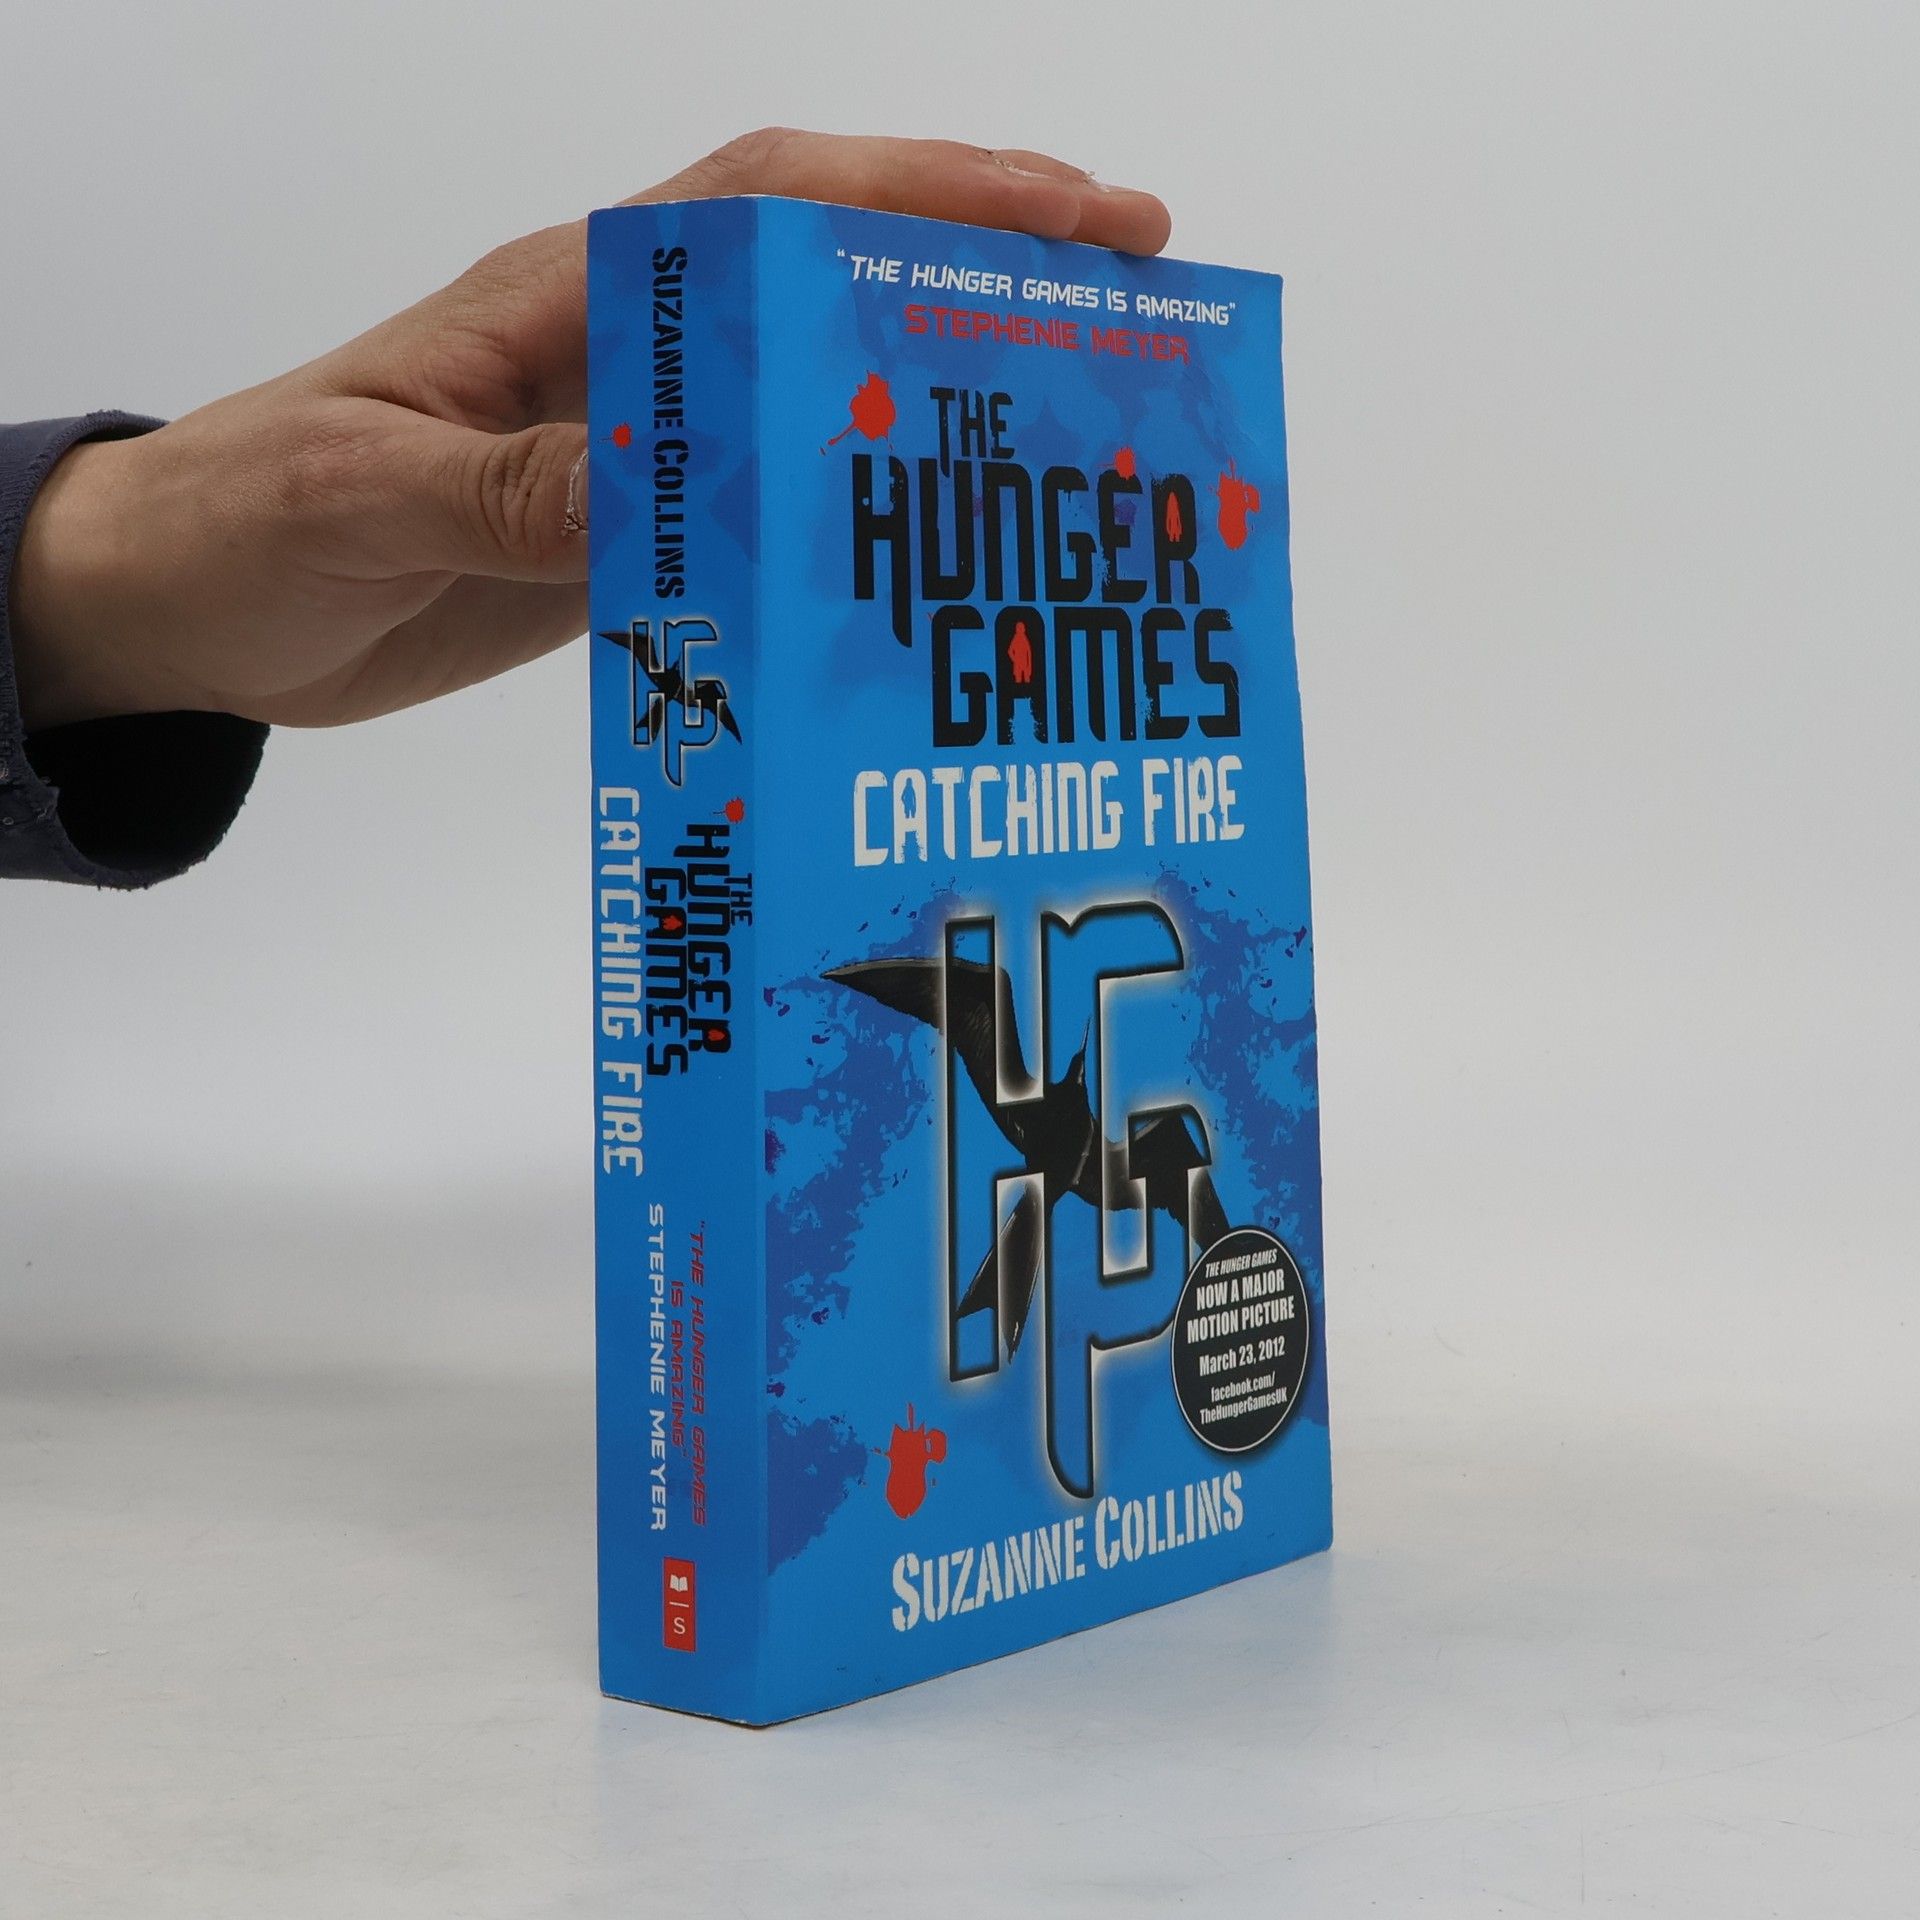 SUZANNE COLLINS
HGP
THE
HUNGER
GAMES
CATCHING FIRE
"THE HUNGER GAMES
IS AMAZING"
STEPHENIE MEYER
S
"THE HUNGER GAMES IS AMAZING"
STEPHENIE MEYER
THE
HUNGER
GAMES
CATCHING FIRE
HGP
THE HUNGER GAMES
NOW A MAJOR
MOTION PICTURE
March 23, 2012
facebook.com/
TheHungerGamesUK
SUZANNE COLLINS